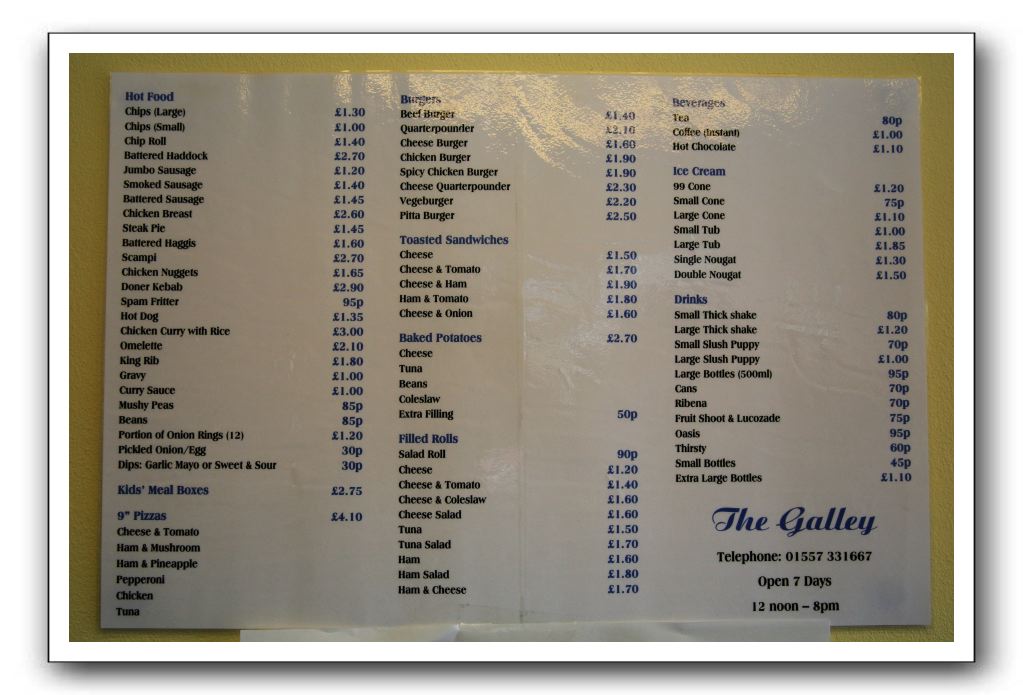 Hot Food
Chips (Large) £1.30
Chips (Small) £1.00
Chip Roll £1.40
Battered Haddock £2.70
Jumbo Sausage £1.20
Smoked Sausage £1.40
Battered Sausage £1.45
Chicken Breast £2.60
Steak Pie £1.45
Battered Haggis £1.60
Scampi £2.70
Chicken Nuggets £1.65
Doner Kebab £2.90
Spam Fritter 95p
Hot Dog £1.35
Chicken Curry with Rice £3.00
Omelette £2.10
King Rib £1.80
Gravy £1.00
Curry Sauce £1.00
Mushy Peas 85p
Beans 85p
Portion of Onion Rings (12) £1.20
Pickled Onion/Egg 30p
Dips: Garlic Mayo or Sweet & Sour 30p
Kids' Meal Boxes £2.75
9" Pizzas £4.10
Cheese & Tomato
Ham & Mushroom
Ham & Pineapple
Pepperoni
Chicken
Tuna
Burgers
Beef Burger £1.40
Quarterpounder £2.10
Cheese Burger £1.60
Chicken Burger £1.90
Spicy Chicken Burger £1.90
Cheese Quarterpounder £2.30
Vegeburger £2.20
Pitta Burger £2.50
Toasted Sandwiches
Cheese £1.50
Cheese & Tomato £1.70
Cheese & Ham £1.90
Ham & Tomato £1.80
Cheese & Onion £1.60
Baked Potatoes £2.70
Cheese
Tuna
Beans
Coleslaw
Extra Filling 50p
Filled Rolls
Salad Roll 90p
Cheese £1.20
Cheese & Tomato £1.40
Cheese & Coleslaw £1.60
Cheese Salad £1.60
Tuna £1.50
Tuna Salad £1.70
Ham £1.60
Ham Salad £1.80
Ham & Cheese £1.70
Beverages
Tea 80p
Coffee (Instant) £1.00
Hot Chocolate £1.10
Ice Cream
99 Cone £1.20
Small Cone 75p
Large Cone £1.10
Small Tub £1.00
Large Tub £1.85
Single Nougat £1.30
Double Nougat £1.50
Drinks
Small Thick shake 80p
Large Thick shake £1.20
Small Slush Puppy 70p
Large Slush Puppy £1.00
Large Bottles (500ml) 95p
Cans 70p
Ribena 70p
Fruit Shoot & Lucozade 75p
Oasis 95p
Thirsty 60p
Small Bottles 45p
Extra Large Bottles £1.10
The Galley
Telephone: 01557 331667
Open 7 Days
12 noon – 8pm